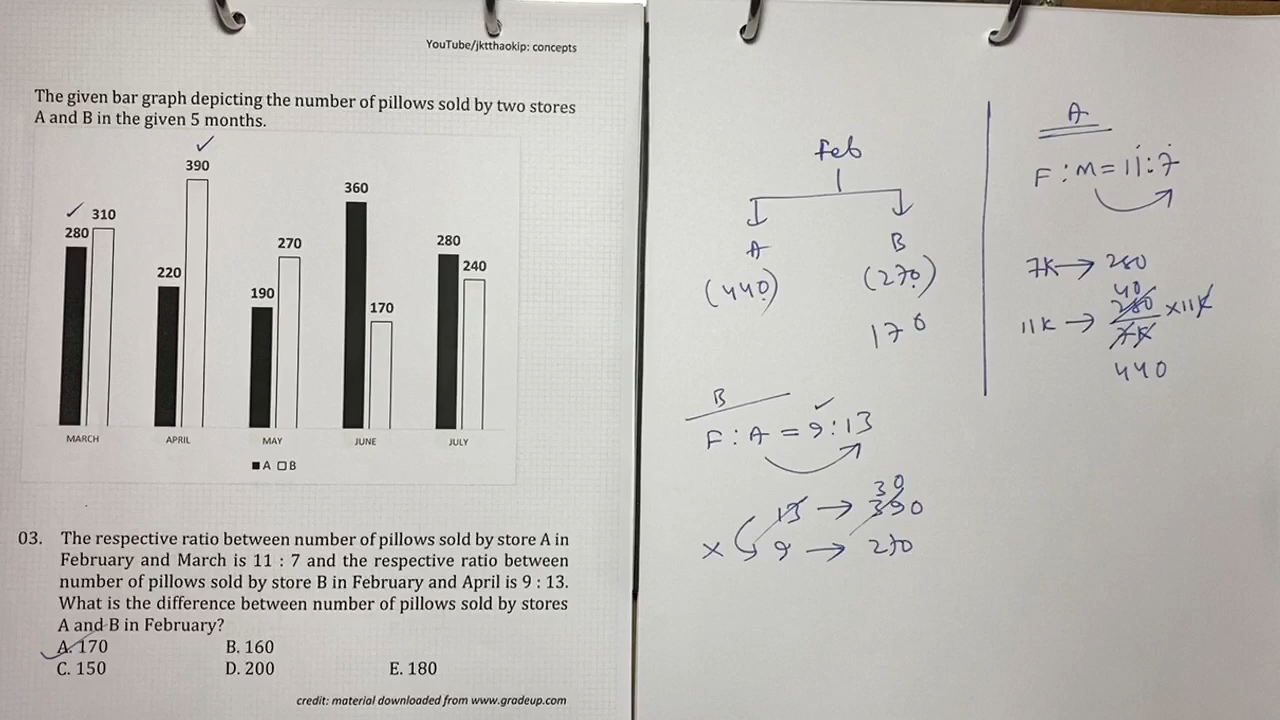 YouTube/jktthaokip: concepts
The given bar graph depicting the number of pillows sold by two stores
A and B in the given 5 months.
390
360
310
280
280
270
240
220
190
170
MARCH
APRIL
MAY
JUNE
JULY
A B
03. The respective ratio between number of pillows sold by store A in
February and March is 11 : 7 and the respective ratio between
number of pillows sold by store B in February and April is 9 : 13.
What is the difference between number of pillows sold by stores
A and B in February?
A. 170 B. 160
C. 150 D. 200 E. 180
credit: material downloaded from www.gradeup.com
Feb
A B
(440) (270)
170
B
F : A = 9 : 13
30
13 → 390
x 9 → 270
A
F : M = 11 : 7
7K → 280
40
11K → 280 x 11K
7K
440